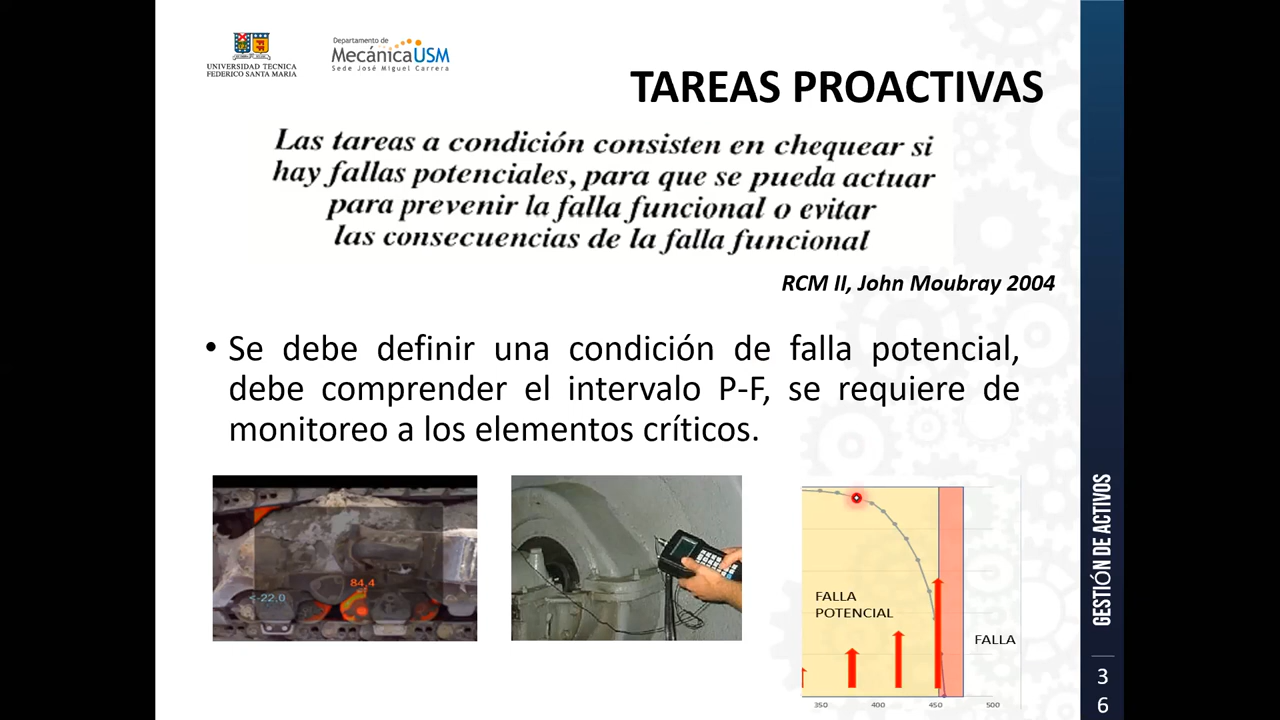 UNIVERSIDAD TECNICA
FEDERICO SANTA MARIA
Departamento de
MecánicaUSM
Sede José Miguel Carrera
TAREAS PROACTIVAS
Las tareas a condición consisten en chequear si
hay fallas potenciales, para que se pueda actuar
para prevenir la falla funcional o evitar
las consecuencias de la falla funcional
RCM II, John Moubray 2004
• Se debe definir una condición de falla potencial,
debe comprender el intervalo P-F, se requiere de
monitoreo a los elementos críticos.
84.4
<-22.0
FALLA
POTENCIAL
FALLA
350 400 450 500
GESTIÓN DE ACTIVOS
3
6